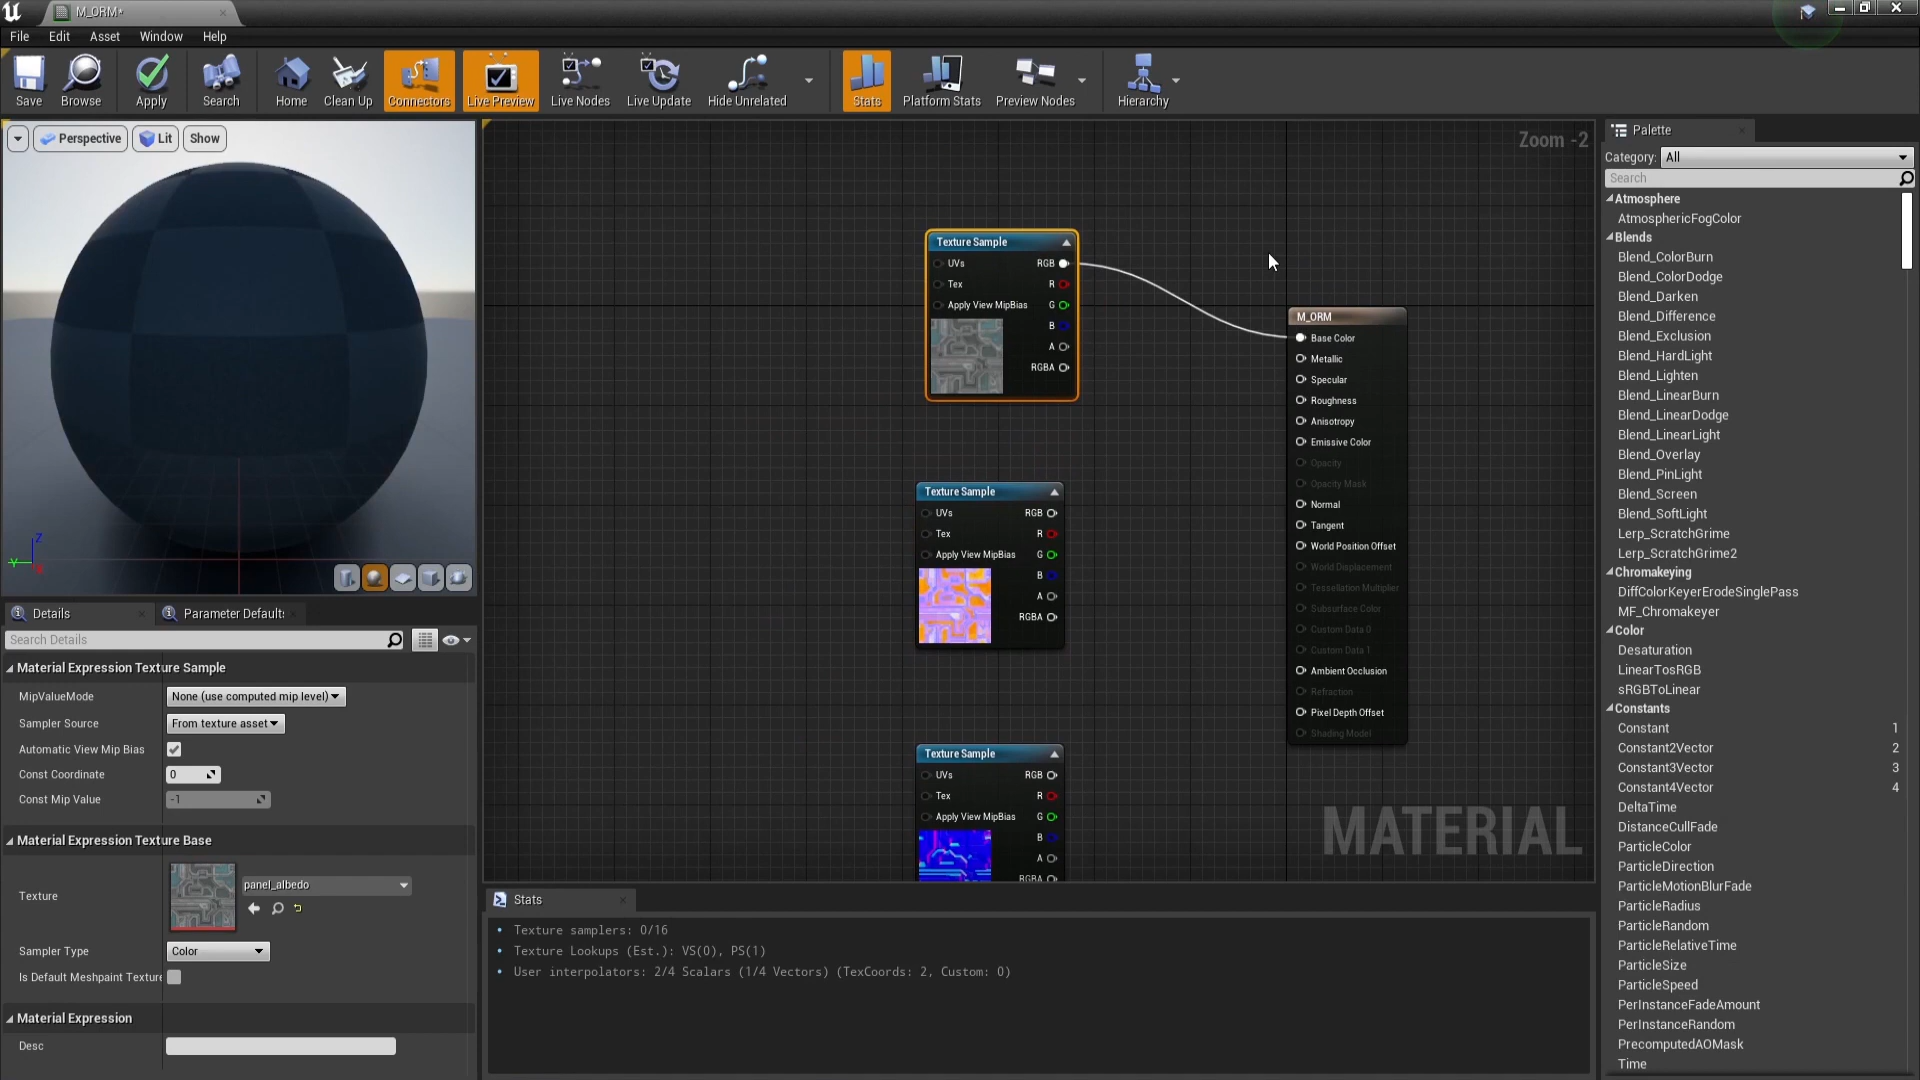 M_ORM*
File Edit Asset Window Help
Save Browse Apply Search Home Clean Up Connectors Live Preview Live Nodes Live Update Hide Unrelated Stats Platform Stats Preview Nodes Hierarchy
Perspective Lit Show
Z
Y
X
Details
Parameter Default
Search Details
Material Expression Texture Sample
MipValueMode None (use computed mip level)
Sampler Source From texture asset
Automatic View Mip Bias
Const Coordinate 0
Const Mip Value -1
Material Expression Texture Base
Texture panel_albedo
Sampler Type Color
Is Default Meshpaint Texture
Material Expression
Desc
Zoom -2
Texture Sample
UVs RGB
Tex R
Apply View MipBias G
B
A
RGBA
Texture Sample
UVs RGB
Tex R
Apply View MipBias G
B
A
RGBA
Texture Sample
UVs RGB
Tex R
Apply View MipBias G
B
A
RGBA
M_ORM
Base Color
Metallic
Specular
Roughness
Anisotropy
Emissive Color
Opacity
Opacity Mask
Normal
Tangent
World Position Offset
World Displacement
Tessellation Multiplier
Subsurface Color
Custom Data 0
Custom Data 1
Ambient Occlusion
Refraction
Pixel Depth Offset
Shading Model
MATERIAL
Stats
Texture samplers: 0/16
Texture Lookups (Est.): VS(0), PS(1)
User interpolators: 2/4 Scalars (1/4 Vectors) (TexCoords: 2, Custom: 0)
Palette
Category: All
Search
Atmosphere
AtmosphericFogColor
Blends
Blend_ColorBurn
Blend_ColorDodge
Blend_Darken
Blend_Difference
Blend_Exclusion
Blend_HardLight
Blend_Lighten
Blend_LinearBurn
Blend_LinearDodge
Blend_LinearLight
Blend_Overlay
Blend_PinLight
Blend_Screen
Blend_SoftLight
Lerp_ScratchGrime
Lerp_ScratchGrime2
Chromakeying
DiffColorKeyerErodeSinglePass
MF_Chromakeyer
Color
Desaturation
LinearTosRGB
sRGBToLinear
Constants
Constant 1
Constant2Vector 2
Constant3Vector 3
Constant4Vector 4
DeltaTime
DistanceCullFade
ParticleColor
ParticleDirection
ParticleMotionBlurFade
ParticleRadius
ParticleRandom
ParticleRelativeTime
ParticleSize
ParticleSpeed
PerInstanceFadeAmount
PerInstanceRandom
PrecomputedAOMask
Time